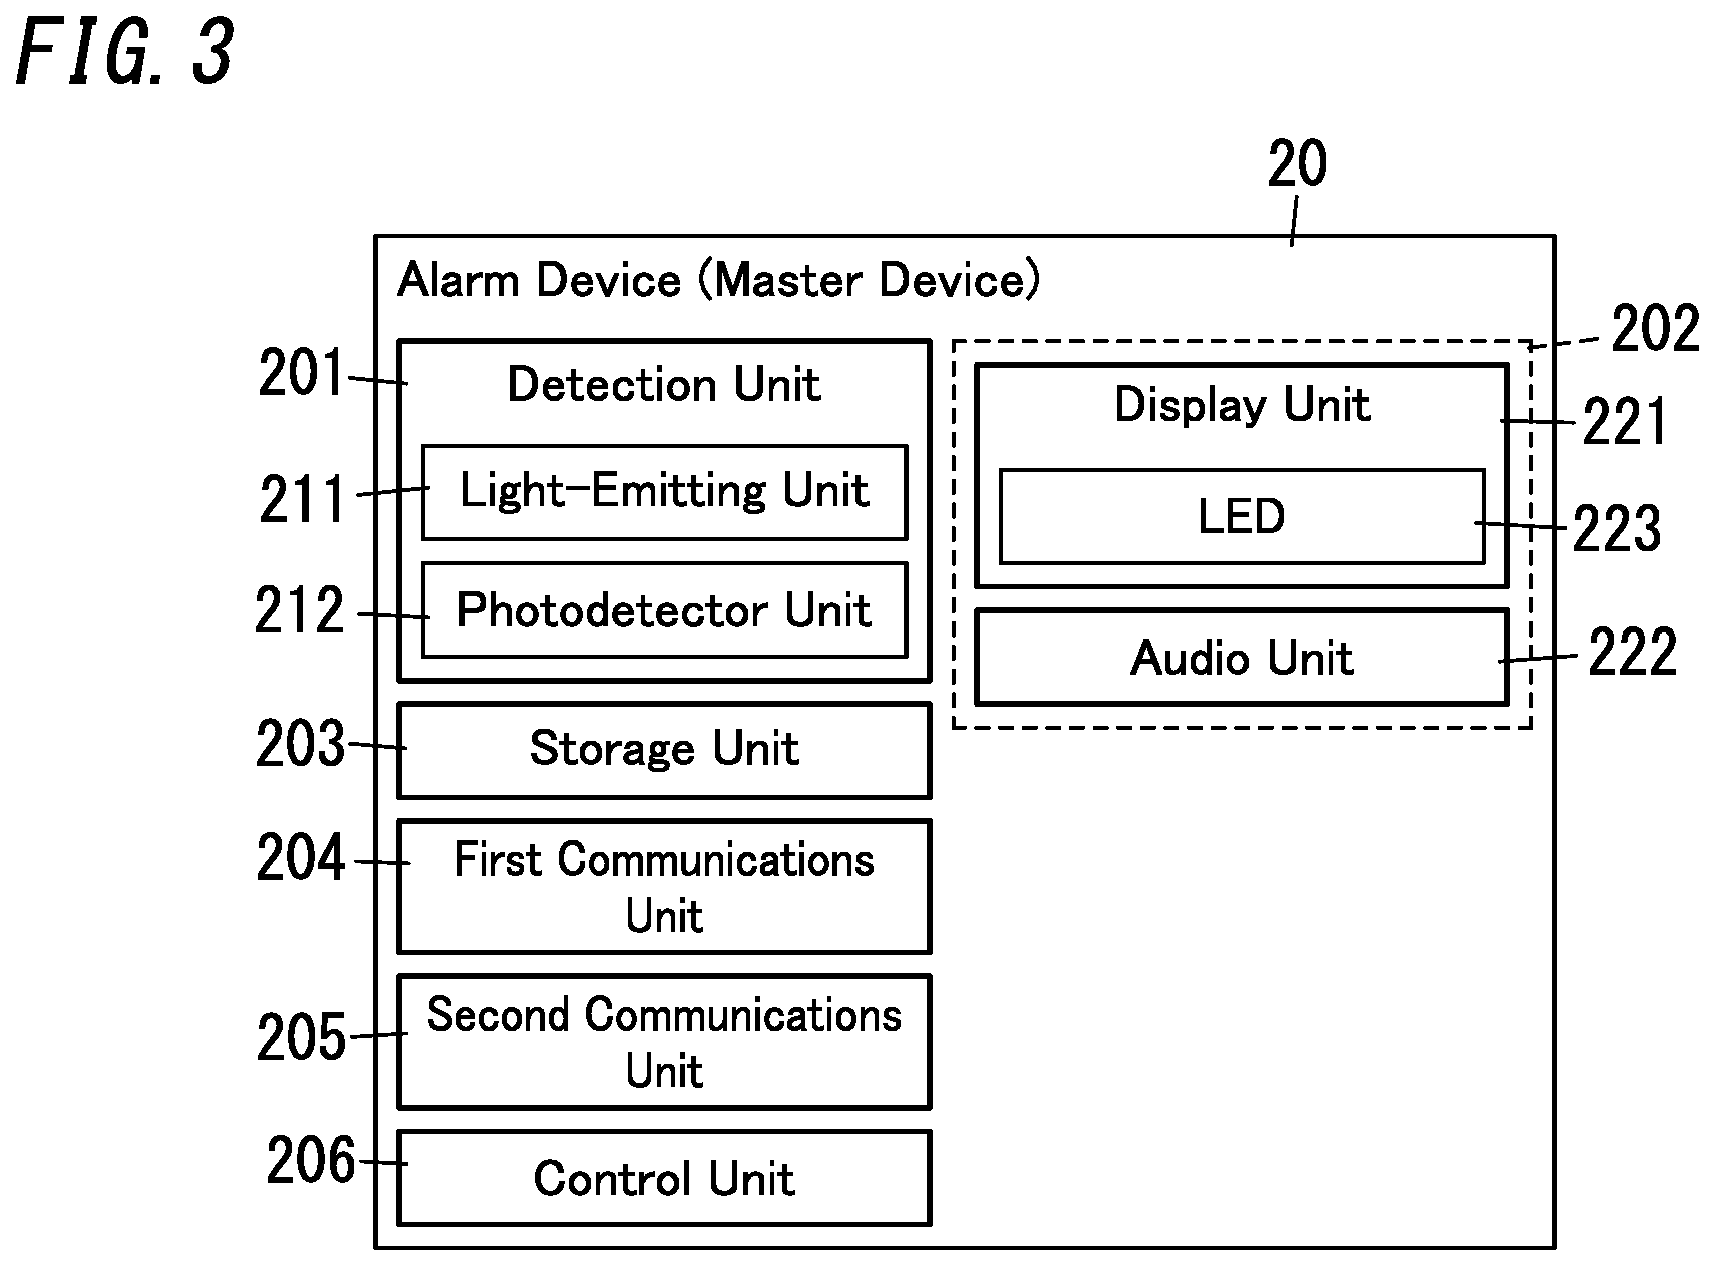 FIG. 3
20
Alarm Device (Master Device)
201
Detection Unit
211
Light-Emitting Unit
212
Photodetector Unit
203
Storage Unit
204
First Communications
Unit
205
Second Communications
Unit
206
Control Unit
202
Display Unit
221
LED
223
Audio Unit
222